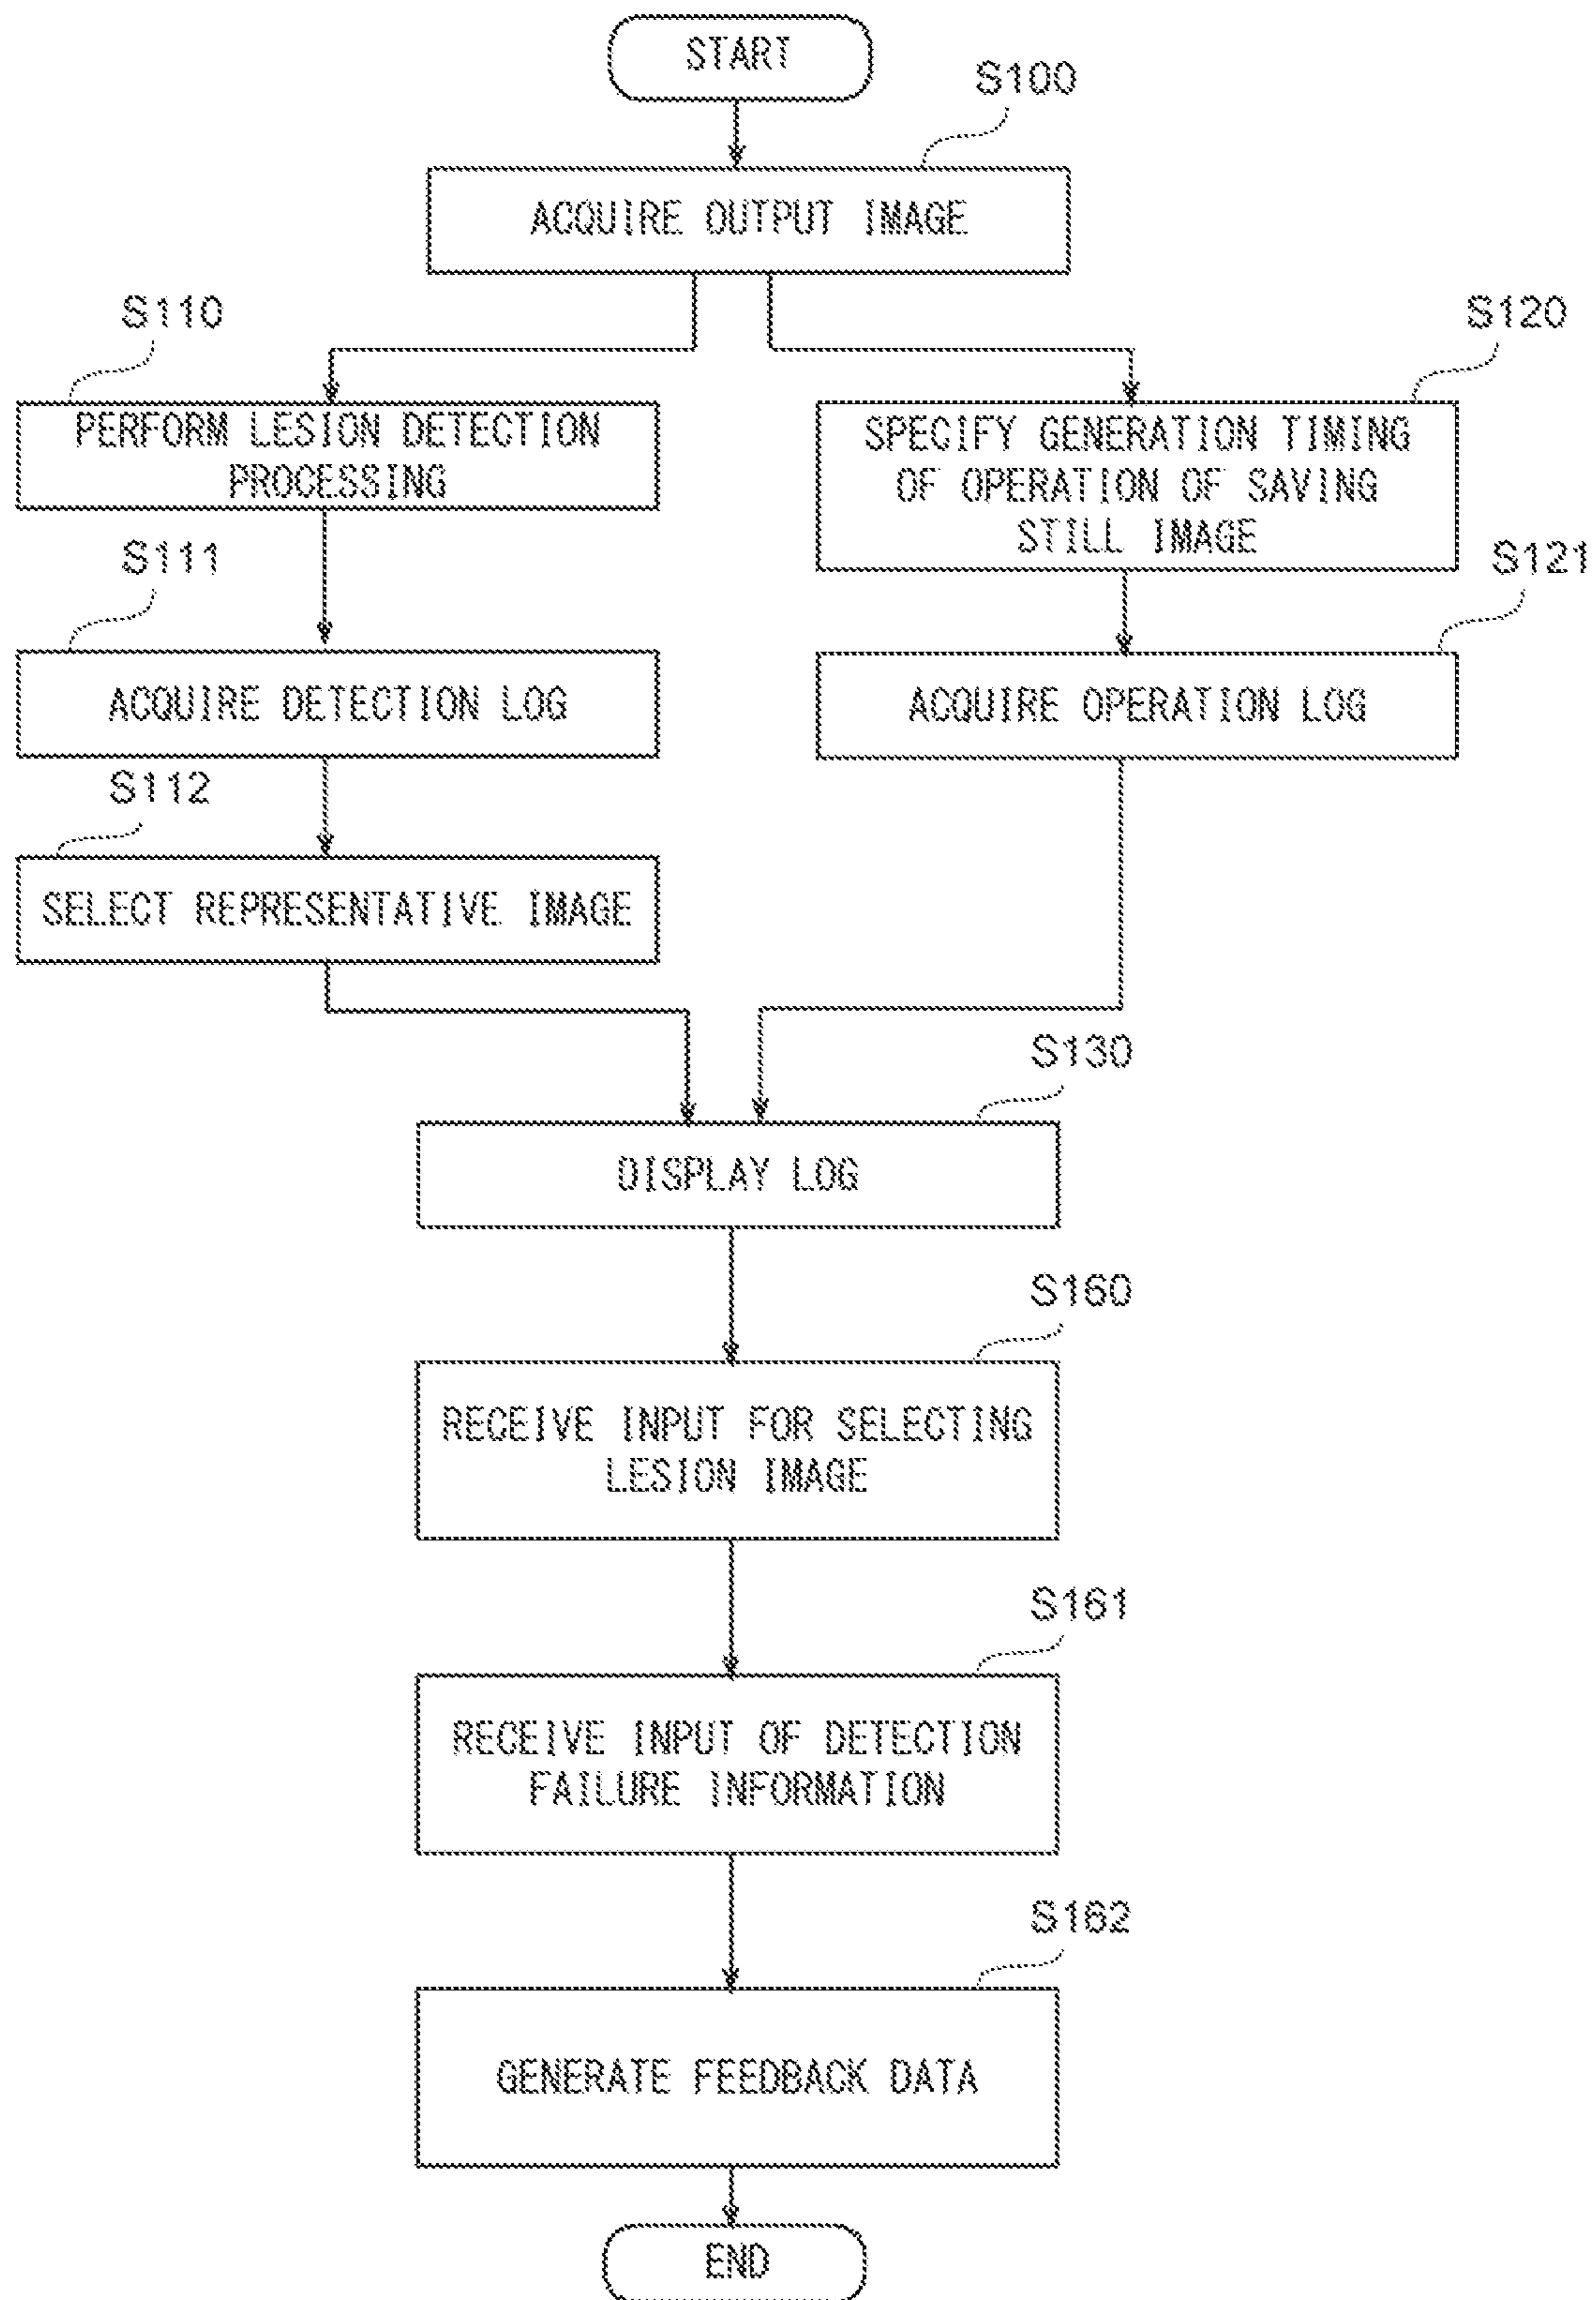 START
S100
ACQUIRE OUTPUT IMAGE
S110
S120
PERFORM LESION DETECTION
PROCESSING
SPECIFY GENERATION TIMING
OF OPERATION OF SAVING
STILL IMAGE
S111
S121
ACQUIRE DETECTION LOG
ACQUIRE OPERATION LOG
S112
SELECT REPRESENTATIVE IMAGE
S130
DISPLAY LOG
S160
RECEIVE INPUT FOR SELECTING
LESION IMAGE
S161
RECEIVE INPUT OF DETECTION
FAILURE INFORMATION
S162
GENERATE FEEDBACK DATA
END